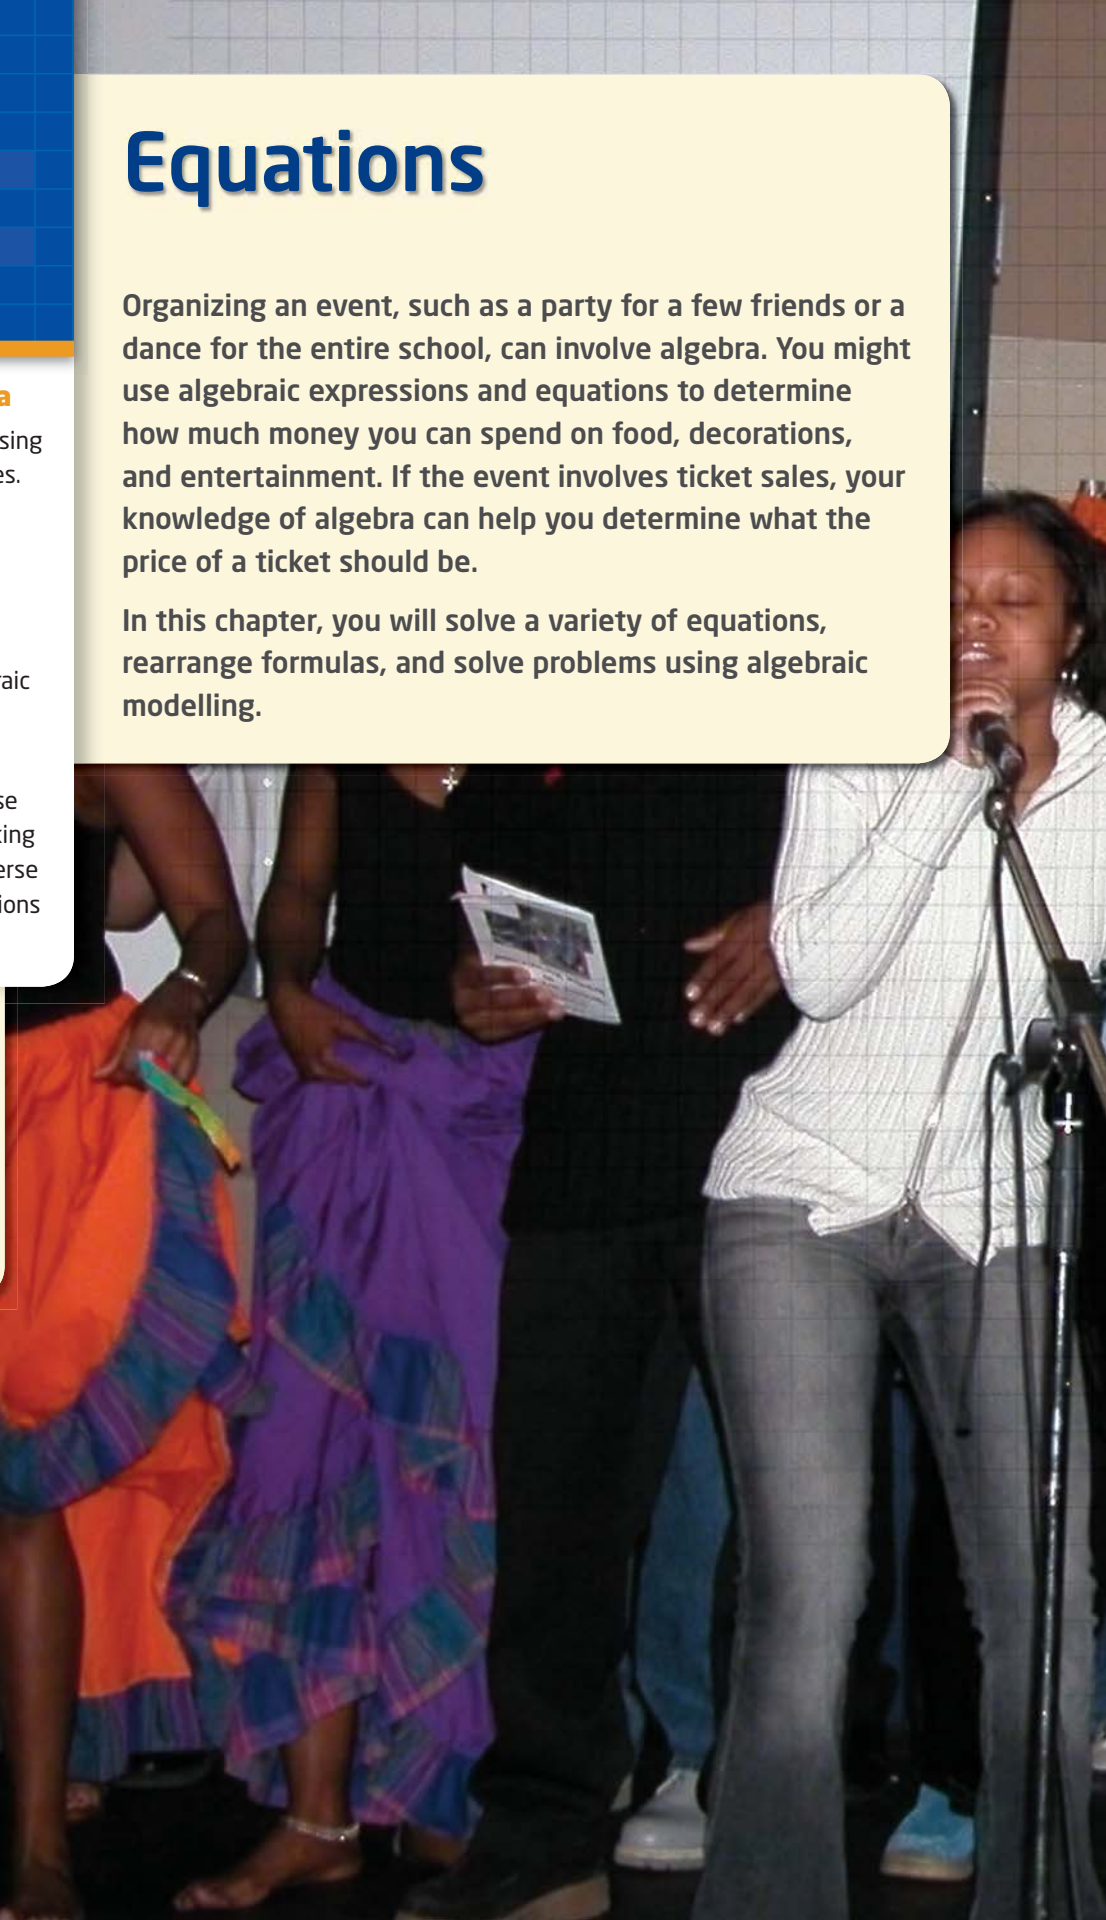 Equations
Organizing an event, such as a party for a few friends or a
dance for the entire school, can involve algebra. You might
use algebraic expressions and equations to determine
how much money you can spend on food, decorations,
and entertainment. If the event involves ticket sales, your
knowledge of algebra can help you determine what the
price of a ticket should be.
In this chapter, you will solve a variety of equations,
rearrange formulas, and solve problems using algebraic
modelling.